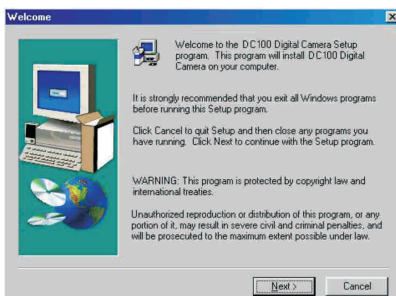 Welcome
Welcome to the DC100 Digital Camera Setup
program. This program will install DC100 Digital
Camera on your computer.
It is strongly recommended that you exit all Windows programs
before running this Setup program.
Click Cancel to quit Setup and then close any programs you
have running. Click Next to continue with the Setup program.
WARNING: This program is protected by copyright law and
international treaties.
Unauthorized reproduction or distribution of this program, or any
portion of it, may result in severe civil and criminal penalties, and
will be prosecuted to the maximum extent possible under law.
Next >
Cancel